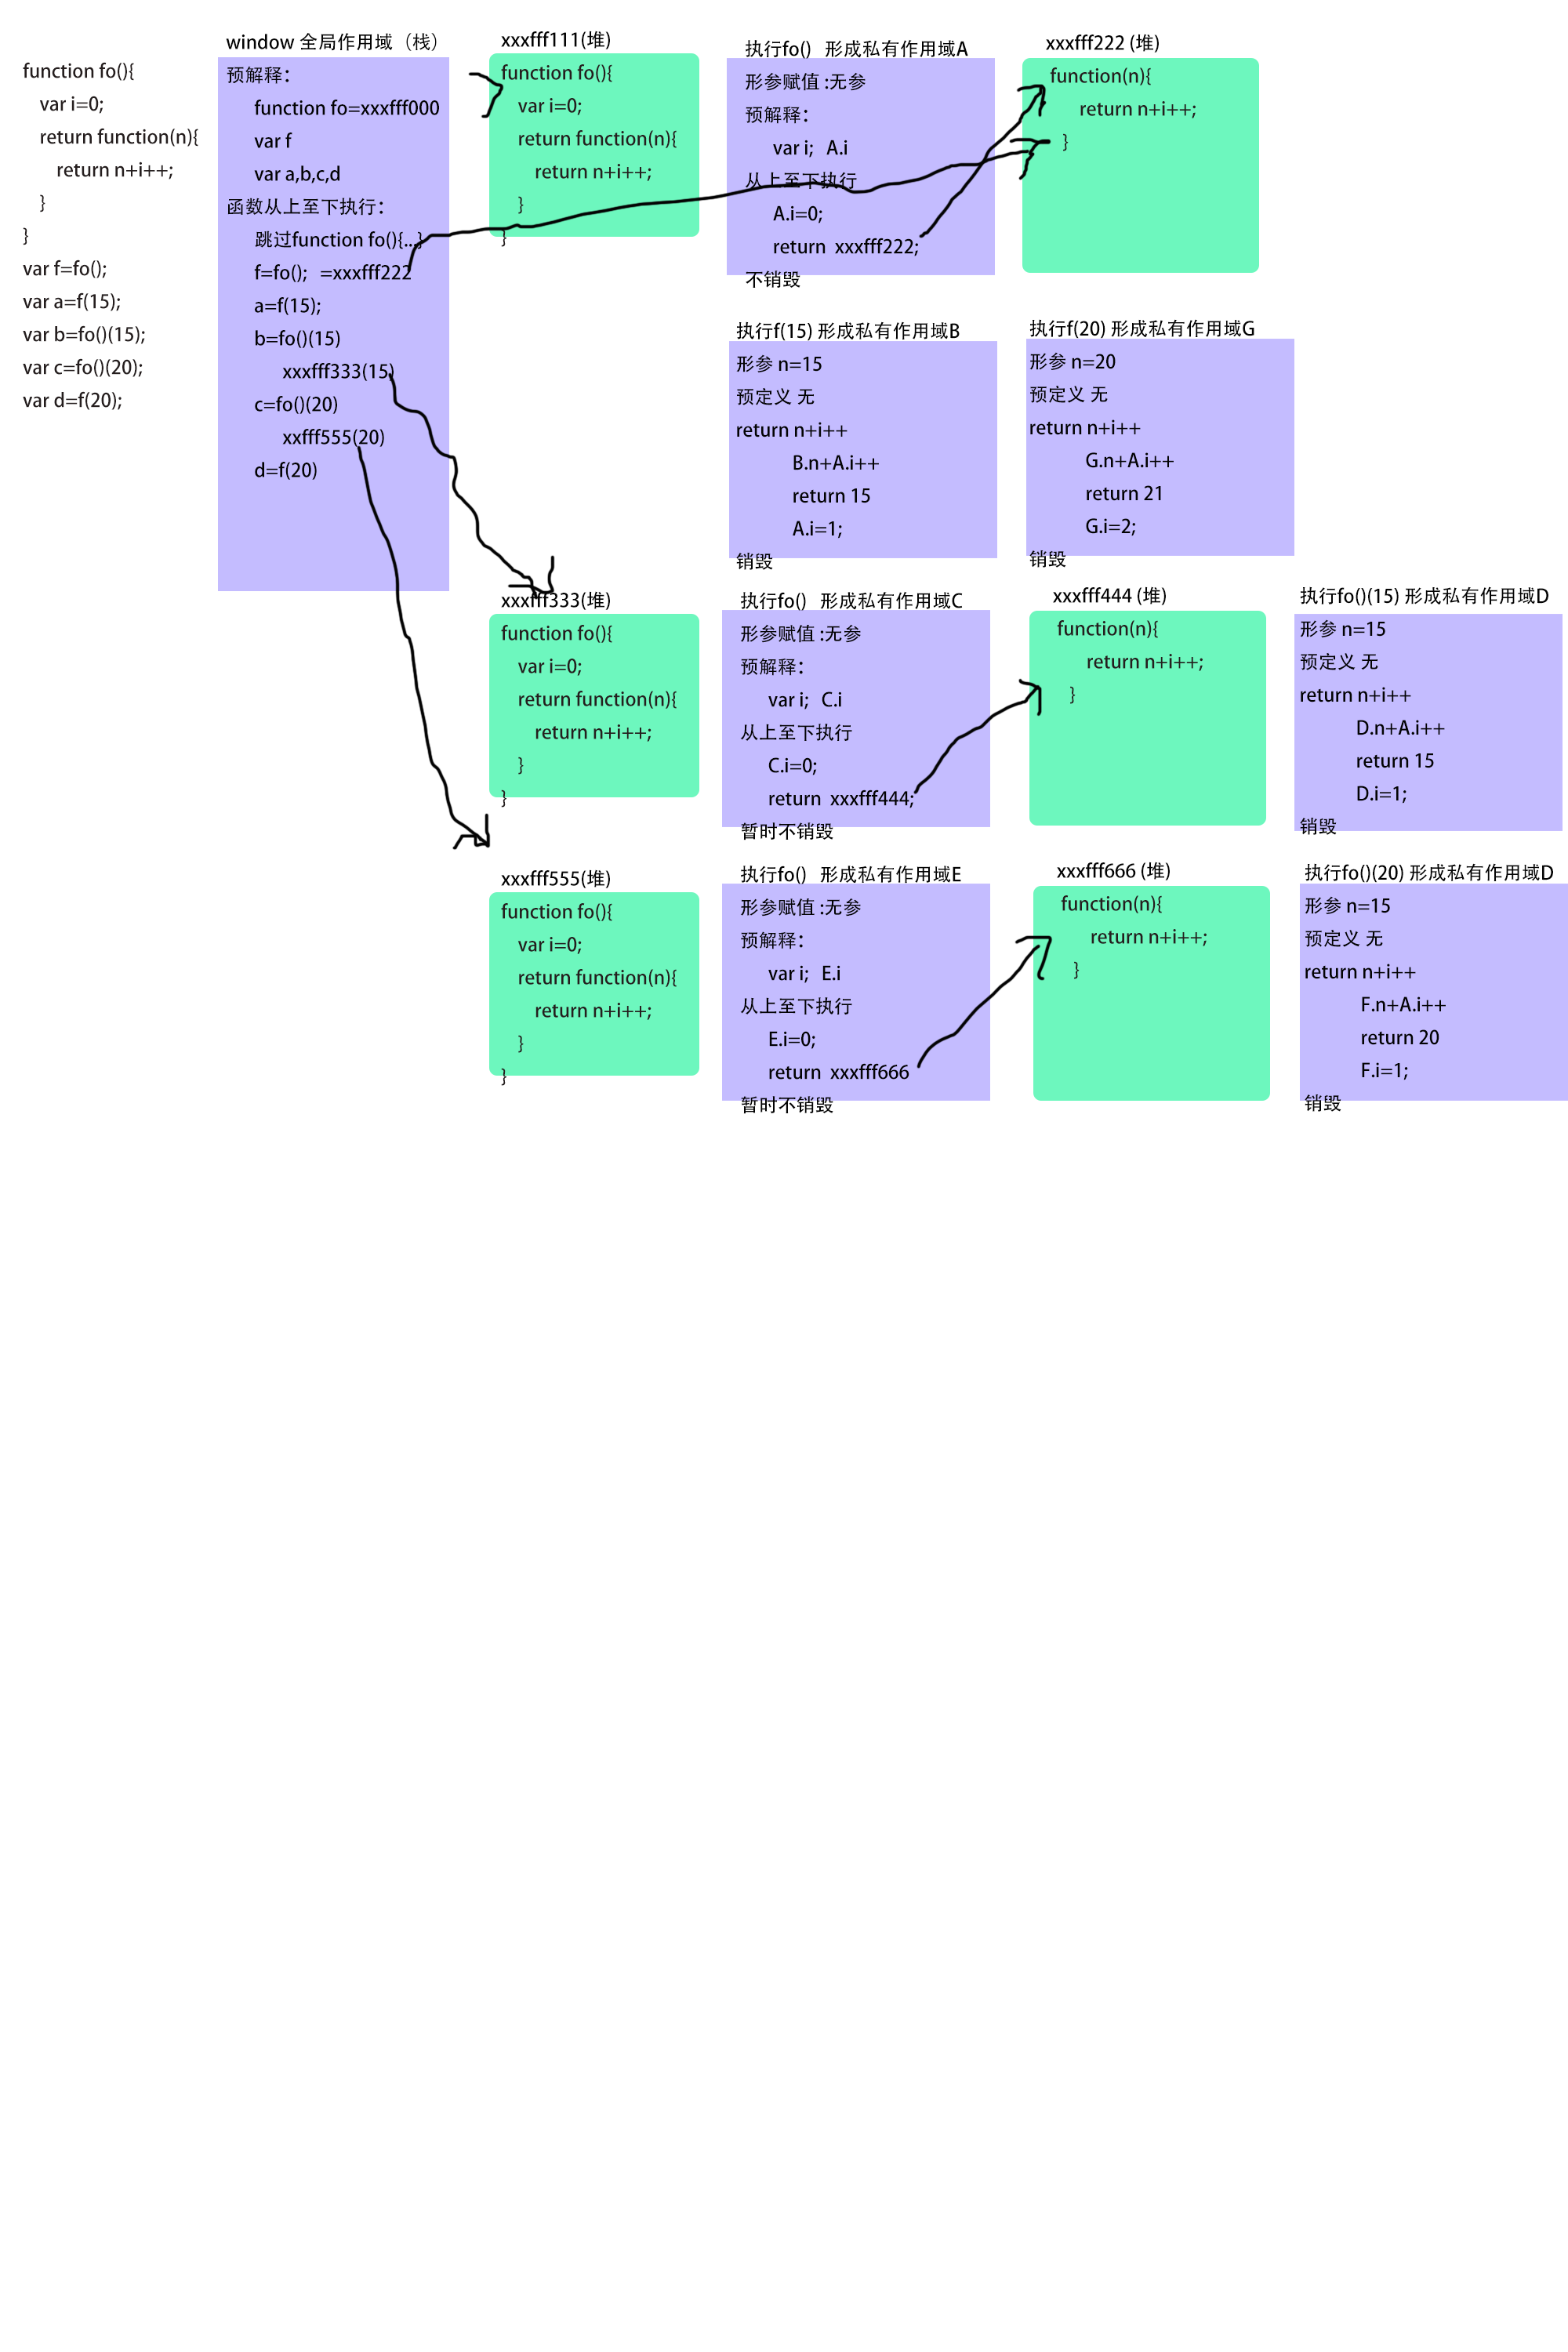 function fo(){
var i=0;
return function(n){
return n+i++;
}
}
var f=fo();
var a=f(15);
var b=fo()(15);
var c=fo()(20);
var d=f(20);
window 全局作用域（栈）
预解释：
function fo=xxxfff000
var f
var a,b,c,d
函数从上至下执行：
跳过function fo(){...}
f=fo(); =xxxfff222
a=f(15);
b=fo()(15)
xxxfff333(15)
c=fo()(20)
xxfff555(20)
d=f(20)
xxxfff111(堆)
function fo(){
var i=0;
return function(n){
return n+i++;
}
}
执行fo() 形成私有作用域A
形参赋值 :无参
预解释：
var i; A.i
从上至下执行
A.i=0;
return xxxfff222;
不销毁
xxxfff222 (堆)
function(n){
return n+i++;
}
执行f(15) 形成私有作用域B
形参 n=15
预定义 无
return n+i++
B.n+A.i++
return 15
A.i=1;
销毁
执行f(20) 形成私有作用域G
形参 n=20
预定义 无
return n+i++
G.n+A.i++
return 21
G.i=2;
销毁
xxxfff333(堆)
function fo(){
var i=0;
return function(n){
return n+i++;
}
}
执行fo() 形成私有作用域C
形参赋值 :无参
预解释：
var i; C.i
从上至下执行
C.i=0;
return xxxfff444;
暂时不销毁
xxxfff444 (堆)
function(n){
return n+i++;
}
执行fo()(15) 形成私有作用域D
形参 n=15
预定义 无
return n+i++
D.n+A.i++
return 15
D.i=1;
销毁
xxxfff555(堆)
function fo(){
var i=0;
return function(n){
return n+i++;
}
}
执行fo() 形成私有作用域E
形参赋值 :无参
预解释：
var i; E.i
从上至下执行
E.i=0;
return xxxfff666
暂时不销毁
xxxfff666 (堆)
function(n){
return n+i++;
}
执行fo()(20) 形成私有作用域D
形参 n=15
预定义 无
return n+i++
F.n+A.i++
return 20
F.i=1;
销毁